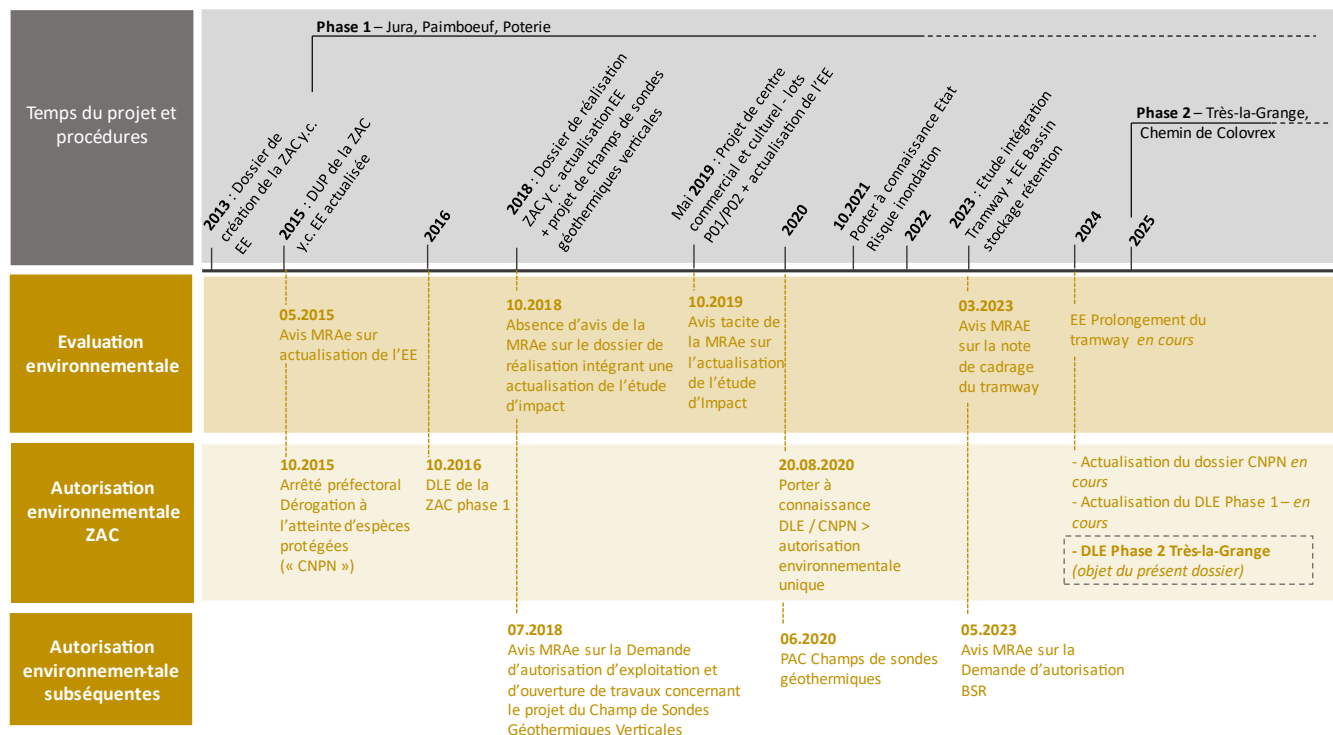 Temps du projet et
procédures
Phase 1 – Jura, Paimboeuf, Poterie
Phase 2 – Très-la-Grange,
Chemin de Colovrex
2013 : Dossier de
création de la ZAC y.c.
EE
2015 : DUP de la ZAC
y.c. EE actualisée
2016
2018 : Dossier de réalisation
ZAC y c. actualisation EE
+ projet de champs de sondes
géothermiques verticales
Mai 2019 : Projet de centre
commercial et culturel - lots
P01/P02 + actualisation de l'EE
2020
10.2021
Porter à connaissance Etat
Risque inondation
2022
2023 : Etude intégration
Tramway + EE Bassin
stockage rétention
2024
2025
Evaluation
environnementale
05.2015
Avis MRAe sur
actualisation de l'EE
10.2018
Absence d'avis de la
MRAe sur le dossier de
réalisation intégrant une
actualisation de l'étude
d'impact
10.2019
Avis tacite de
la MRAe sur
l'actualisation
de l'étude
d'Impact
03.2023
Avis MRAE
sur la note
de cadrage
du tramway
EE Prolongement du
tramway en cours
Autorisation
environnementale
ZAC
10.2015
Arrêté préfectoral
Dérogation à
l'atteinte d'espèces
protégées
(« CNPN »)
10.2016
DLE de la
ZAC phase 1
20.08.2020
Porter à
connaissance
DLE / CNPN >
autorisation
environnementale
unique
- Actualisation du dossier CNPN en
cours
- Actualisation du DLE Phase 1 – en
cours
- DLE Phase 2 Très-la-Grange
(objet du présent dossier)
Autorisation
environnemen-tale
subséquentes
07.2018
Avis MRAe sur la Demande
d'autorisation d'exploitation et
d'ouverture de travaux concernant
le projet du Champ de Sondes
Géothermiques Verticales
06.2020
PAC Champs de sondes
géothermiques
05.2023
Avis MRAe sur la
Demande d'autorisation
BSR